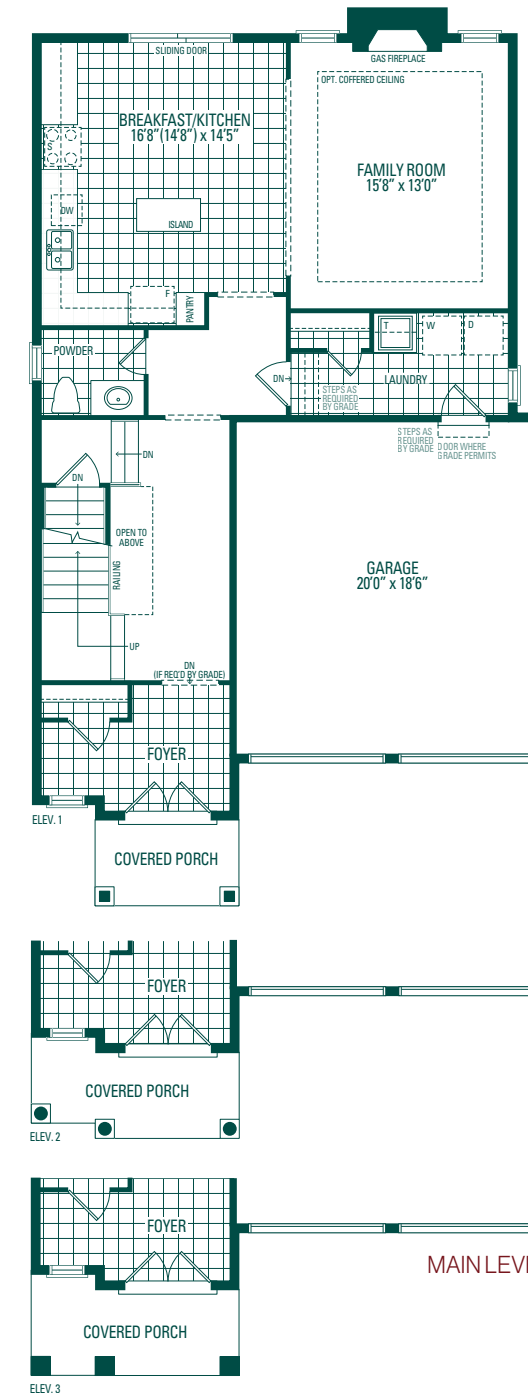 SLIDING DOOR
GAS FIREPLACE
OPT. COFFERED CEILING
BREAKFAST/KITCHEN
16'8"(14'8") x 14'5"
FAMILY ROOM
15'8" x 13'0"
S
DW
ISLAND
F
PANTRY
T
W
D
POWDER
LAUNDRY
DN
STEPS AS
REQUIRED
BY GRADE
STEPS AS
REQUIRED
BY GRADE
DOOR WHERE
GRADE PERMITS
DN
DN
OPEN TO
ABOVE
RAILING
GARAGE
20'0" x 18'6"
UP
DN
(IF REQ'D BY GRADE)
FOYER
ELEV. 1
COVERED PORCH
FOYER
COVERED PORCH
ELEV. 2
FOYER
MAIN LEV
COVERED PORCH
ELEV. 3